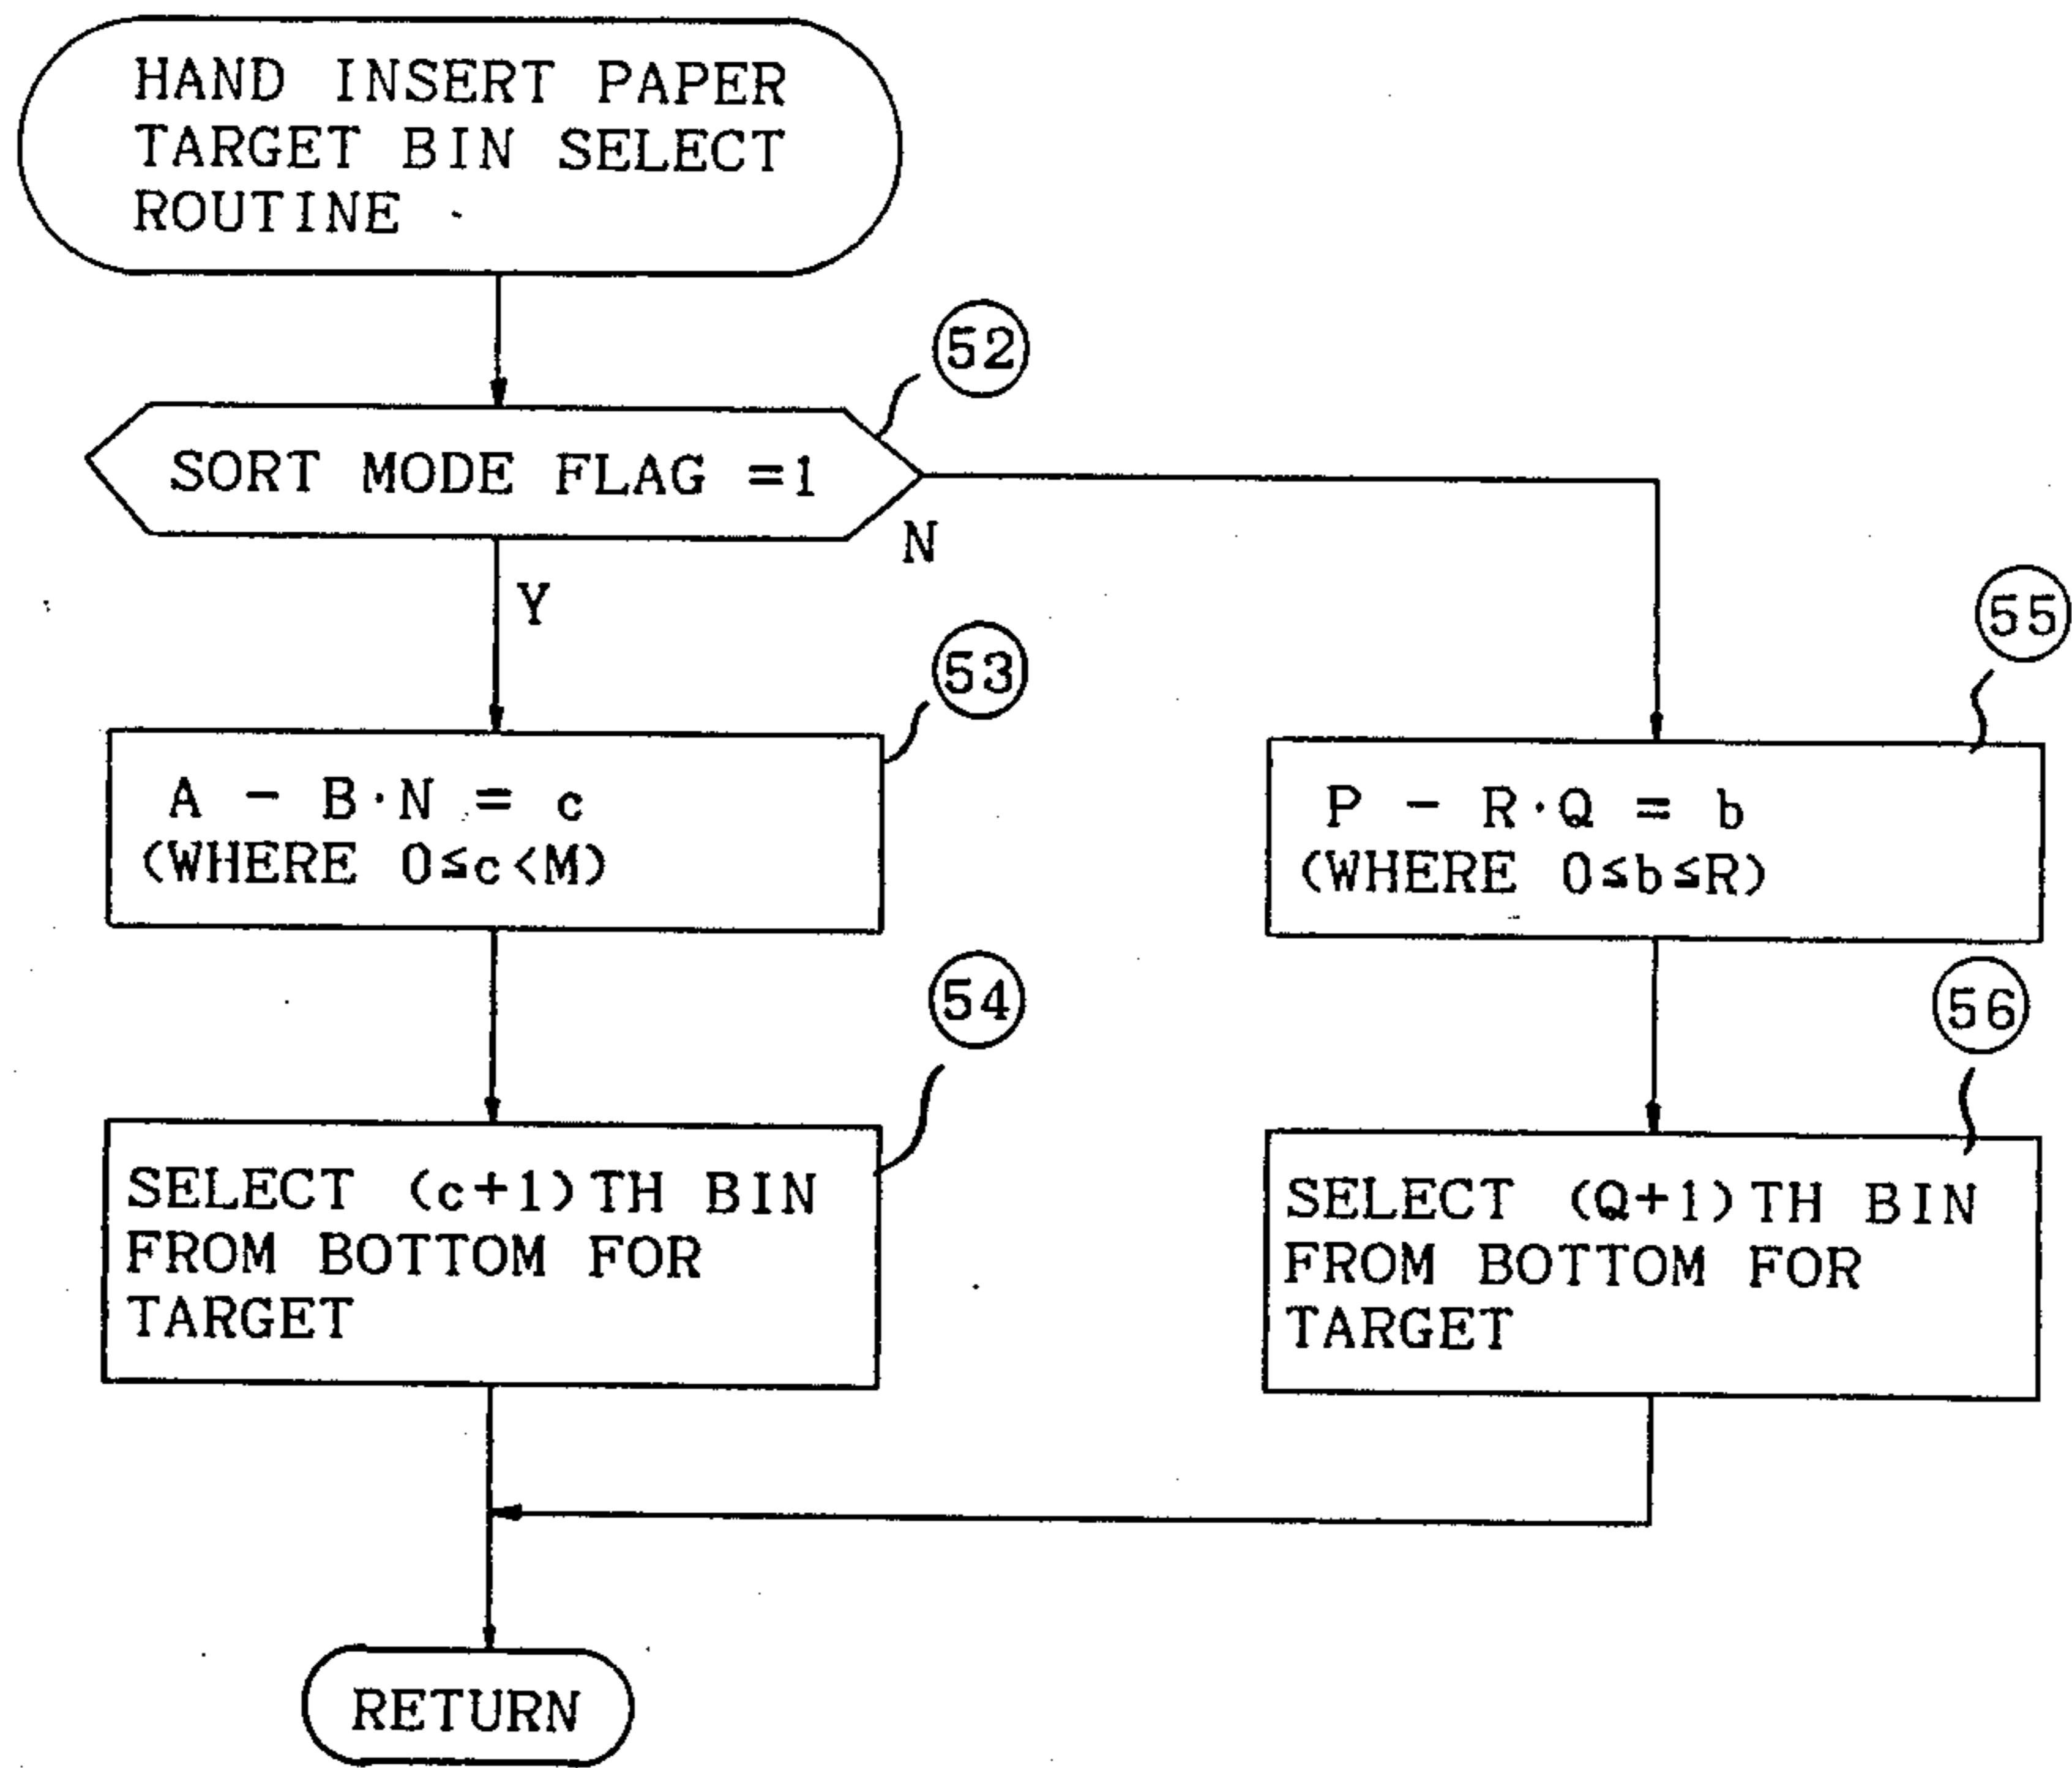 HAND INSERT PAPER
TARGET BIN SELECT
ROUTINE
52
SORT MODE FLAG =1
N
Y
53
A - B·N = c
(WHERE 0≦c<M)
54
SELECT (c+1)TH BIN
FROM BOTTOM FOR
TARGET
55
P - R·Q = b
(WHERE 0≦b≦R)
56
SELECT (Q+1)TH BIN
FROM BOTTOM FOR
TARGET
RETURN